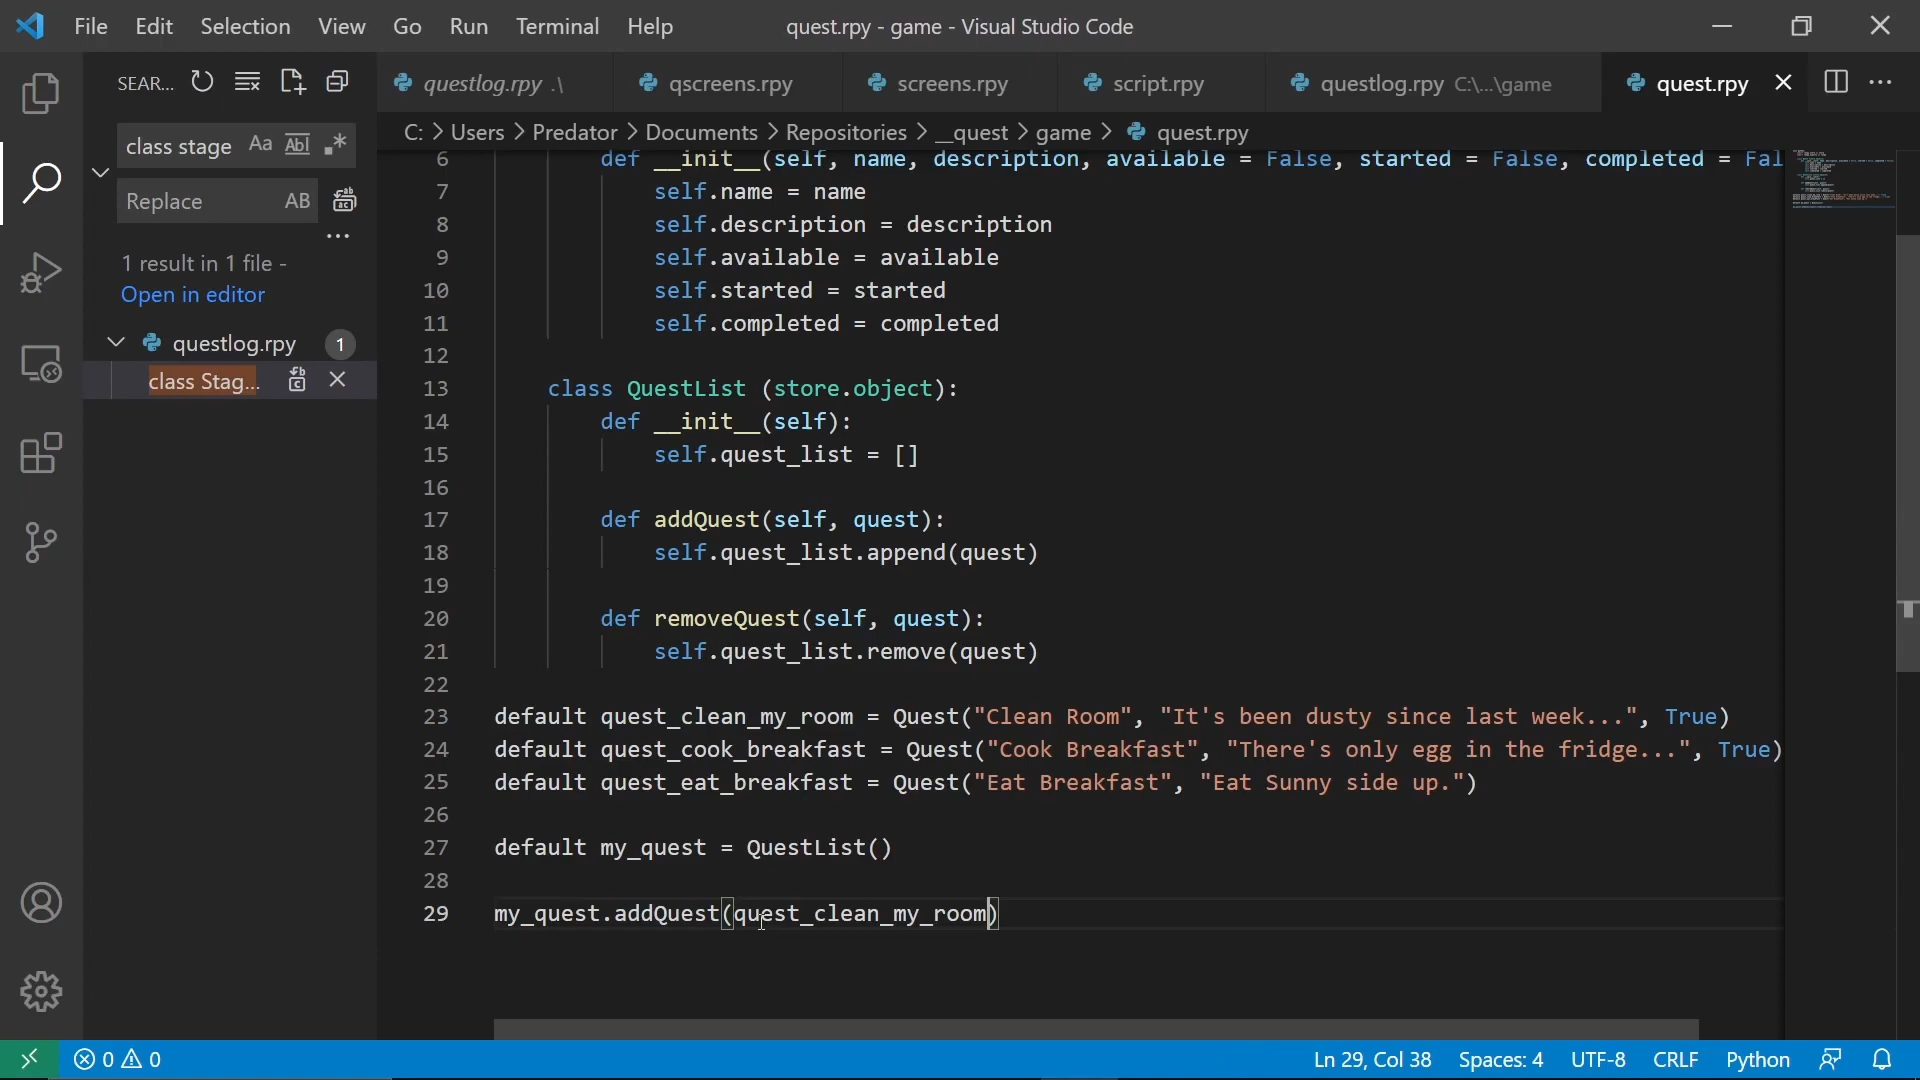 File Edit Selection View Go Run Terminal Help quest.rpy - game - Visual Studio Code
SEAR... questlog.rpy .\ qscreens.rpy screens.rpy script.rpy questlog.rpy C:\...\game quest.rpy
class stage Aa Abl .*
Replace AB
1 result in 1 file -
Open in editor
questlog.rpy 1
class Stag...
C: > Users > Predator > Documents > Repositories > __quest > game > quest.rpy
6 def __init__(self, name, description, available = False, started = False, completed = Fal
7 self.name = name
8 self.description = description
9 self.available = available
10 self.started = started
11 self.completed = completed
12
13 class QuestList (store.object):
14 def __init__(self):
15 self.quest_list = []
16
17 def addQuest(self, quest):
18 self.quest_list.append(quest)
19
20 def removeQuest(self, quest):
21 self.quest_list.remove(quest)
22
23 default quest_clean_my_room = Quest("Clean Room", "It's been dusty since last week...", True)
24 default quest_cook_breakfast = Quest("Cook Breakfast", "There's only egg in the fridge...", True)
25 default quest_eat_breakfast = Quest("Eat Breakfast", "Eat Sunny side up.")
26
27 default my_quest = QuestList()
28
29 my_quest.addQuest(quest_clean_my_room)
0 0 Ln 29, Col 38 Spaces: 4 UTF-8 CRLF Python